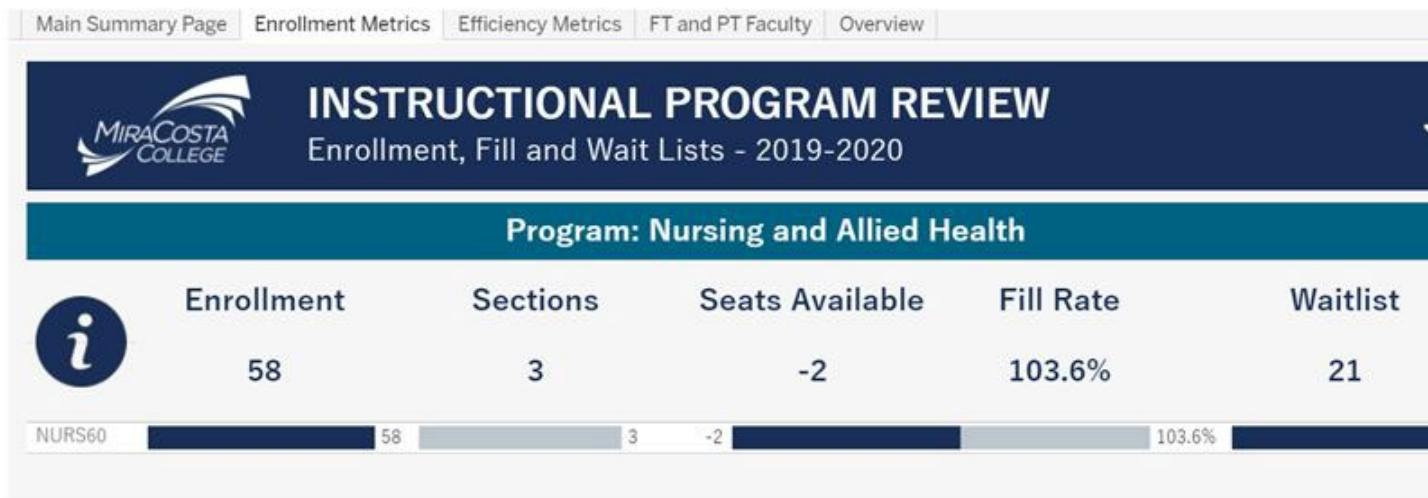 Main Summary Page Enrollment Metrics Efficiency Metrics FT and PT Faculty Overview
MIRACOSTA
COLLEGE
INSTRUCTIONAL PROGRAM REVIEW
Enrollment, Fill and Wait Lists - 2019-2020
Program: Nursing and Allied Health
i
Enrollment Sections Seats Available Fill Rate Waitlist
58 3 -2 103.6% 21
NURS60 58 3 -2 103.6%